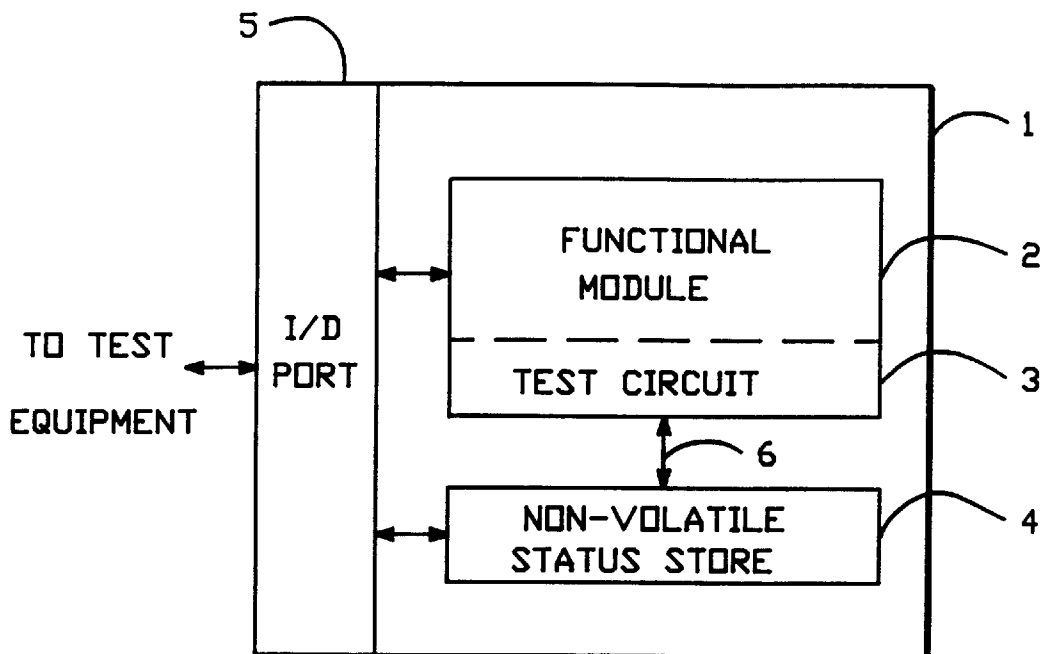 5
1
FUNCTIONAL
MODULE
2
I/O
PORT
TO TEST
EQUIPMENT
TEST CIRCUIT
3
6
NON-VOLATILE
STATUS STORE
4